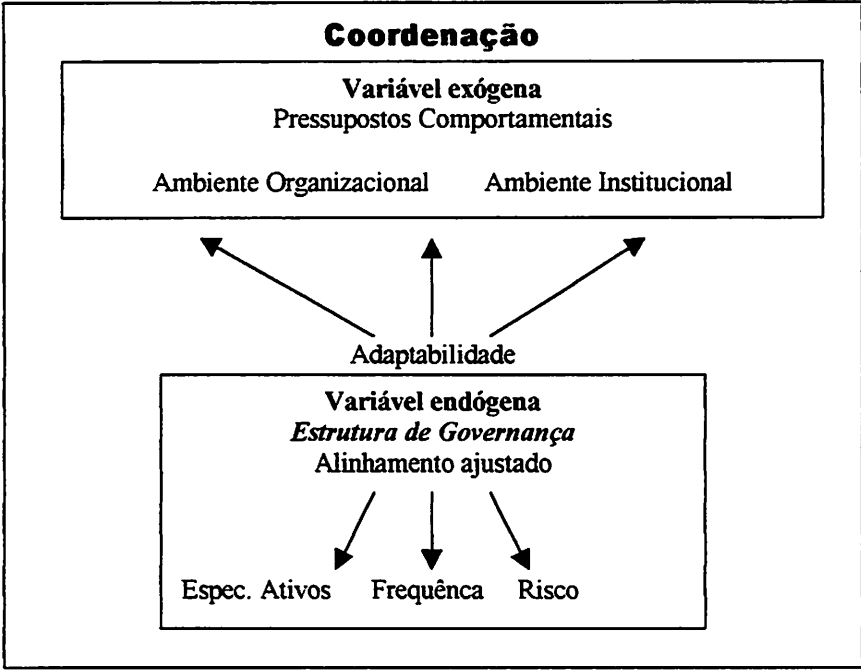 Coordenação
Variável exógena
Pressupostos Comportamentais
Ambiente Organizacional Ambiente Institucional
Adaptabilidade
Variável endógena
Estrutura de Governança
Alinhamento ajustado
Espec. Ativos Frequênca Risco